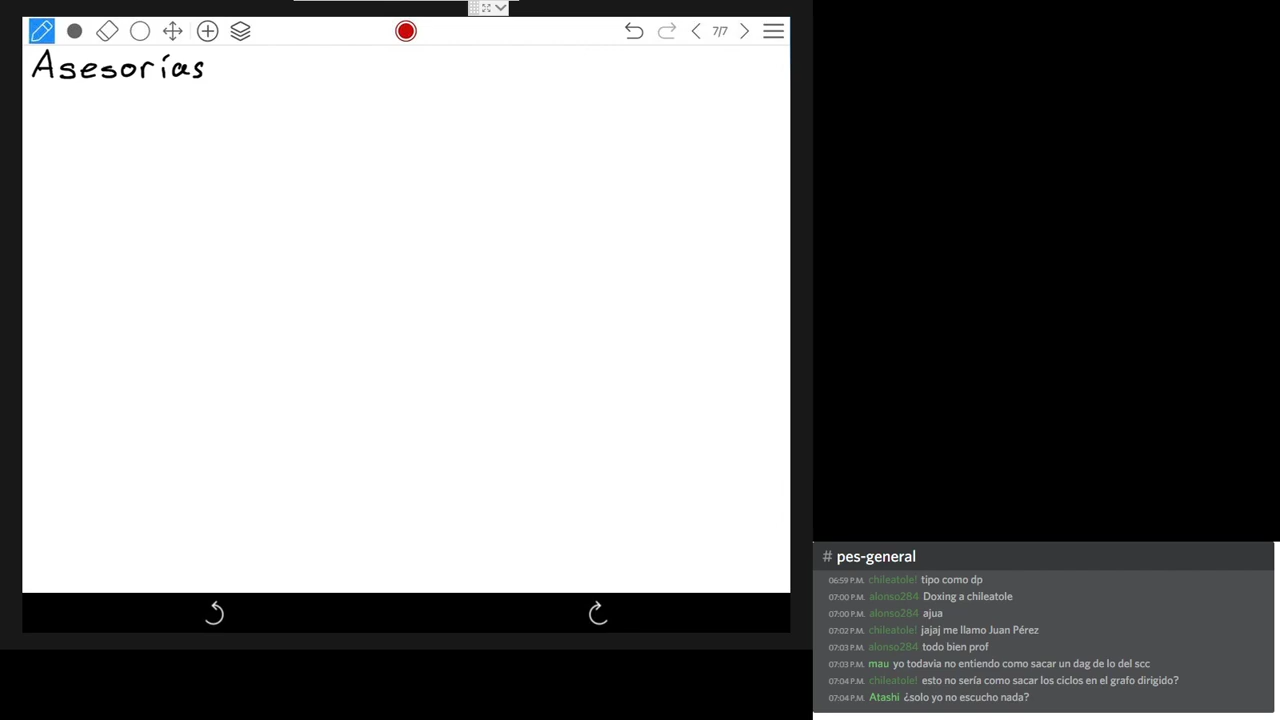 7/7
Asesorías
# pes-general
06:59 P.M. chileatole! tipo como dp
07:00 P.M. alonso284 Doxing a chileatole
07:00 P.M. alonso284 ajua
07:02 P.M. chileatole! jajaj me llamo Juan Pérez
07:03 P.M. alonso284 todo bien prof
07:03 P.M. mau yo todavia no entiendo como sacar un dag de lo del scc
07:04 P.M. chileatole! esto no sería como sacar los ciclos en el grafo dirigido?
07:04 P.M. Atashi ¿solo yo no escucho nada?